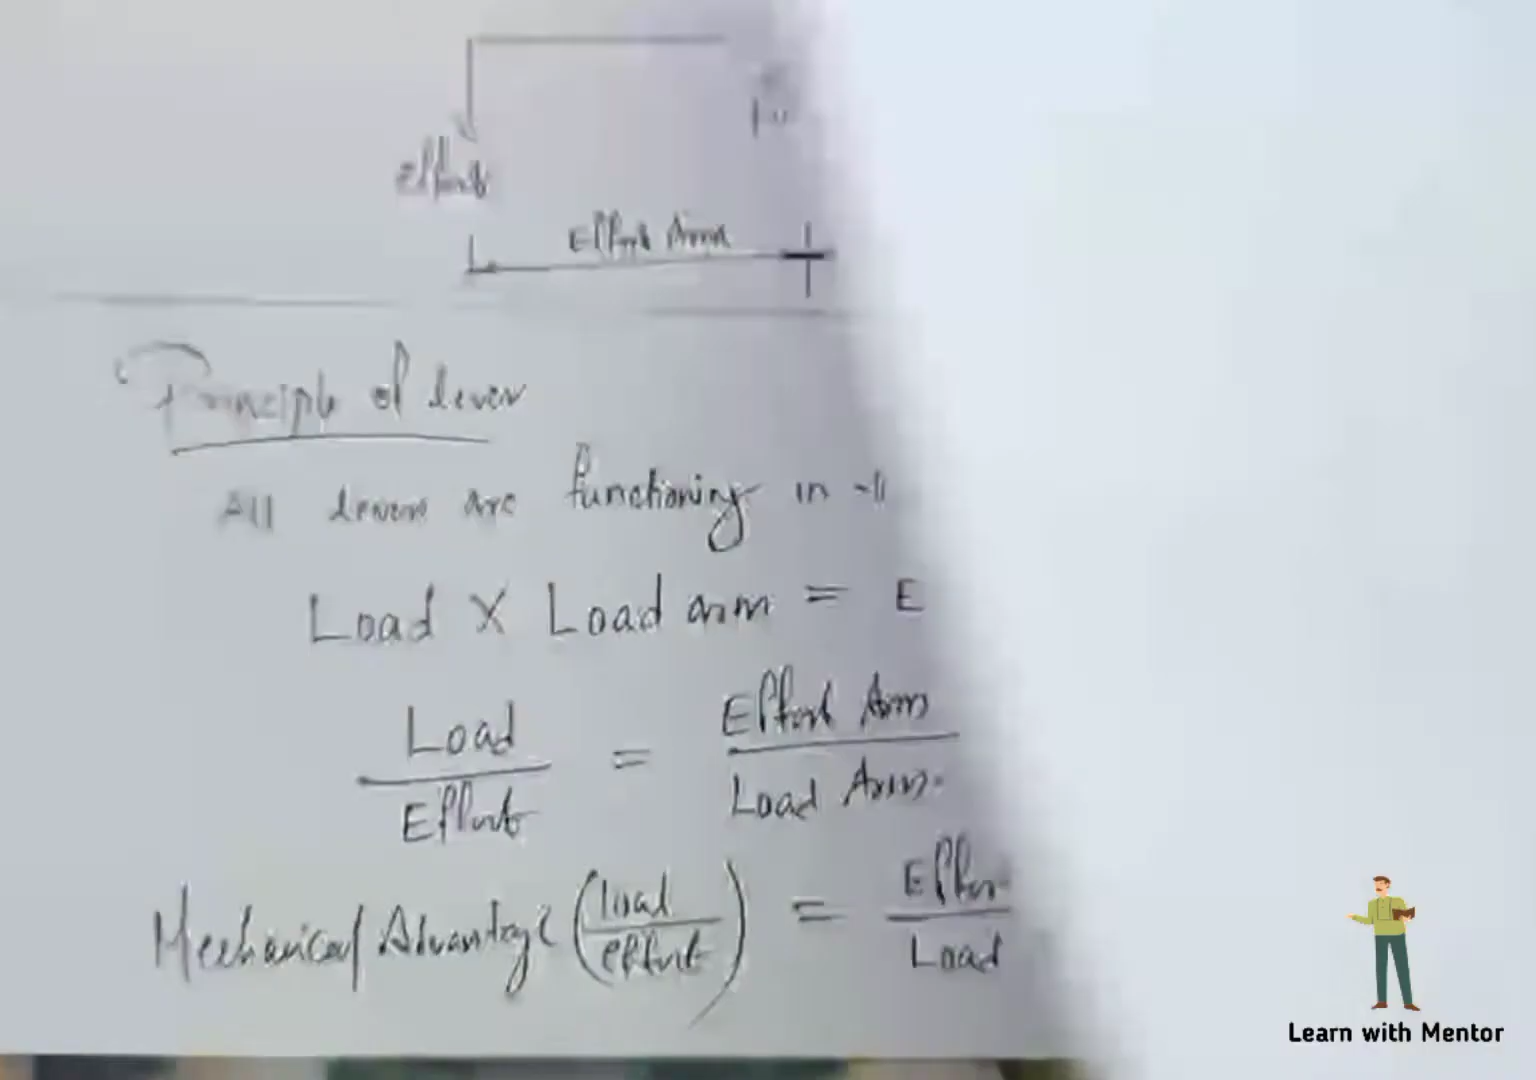 Effort
Effort Arm
Principle of lever
All levers are functioning in
Load X Load arm = E
Load = Effort Arm
Effort Load Arm.
Mechanical Advantage (load = Effor
effort) Load
Learn with Mentor